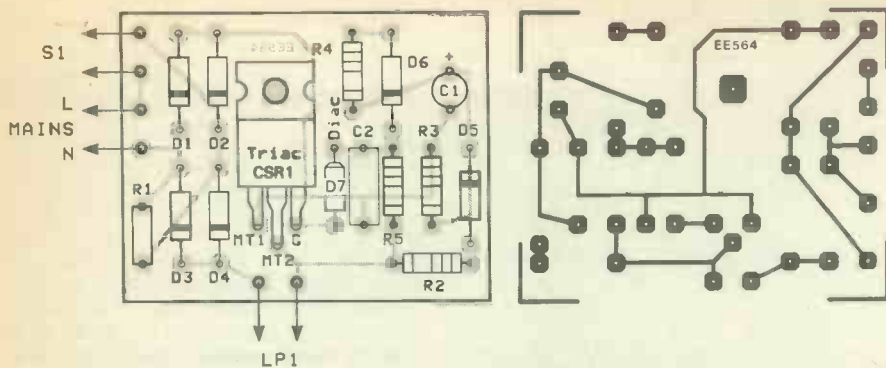 S1
L
MAINS
N
R4
D6
+
C1
D1
D2
Triac
CSR1
Diac
C2
R3
D5
D7
R1
MT1
G
MT2
R5
D3
D4
R2
LP1
EE564
EE564